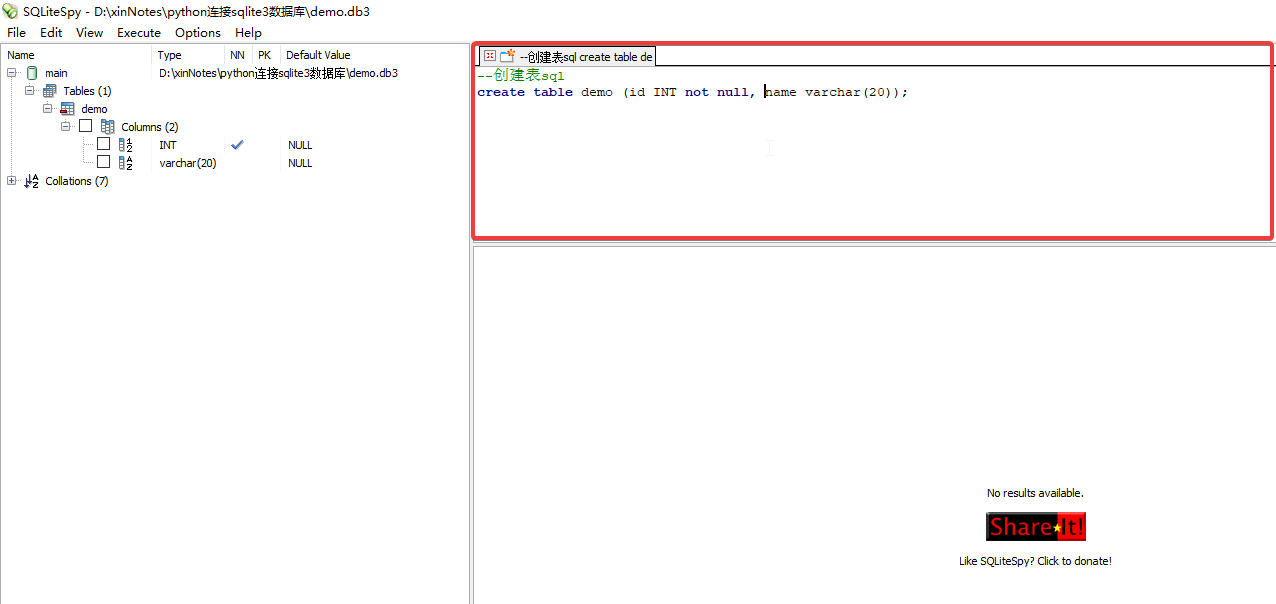 SQLiteSpy - D:\xinNotes\python连接sqlite3数据库\demo.db3
File Edit View Execute Options Help
Name Type NN PK Default Value
main D:\xinNotes\python连接sqlite3数据库\demo.db3
Tables (1)
demo
Columns (2)
INT NULL
varchar(20) NULL
Collations (7)
--创建表sql create table de
--创建表sql
create table demo (id INT not null, name varchar(20));
No results available.
Share It!
Like SQLiteSpy? Click to donate!